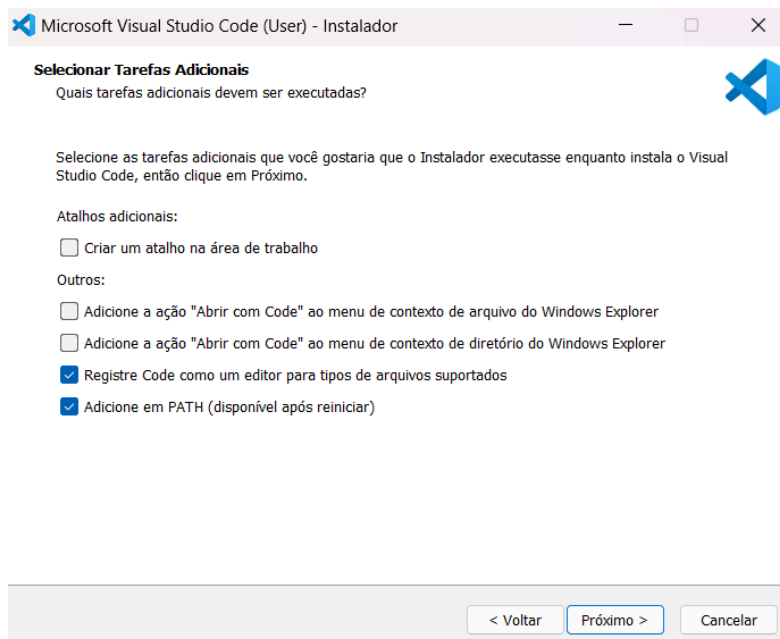 Microsoft Visual Studio Code (User) - Instalador
Selecionar Tarefas Adicionais
Quais tarefas adicionais devem ser executadas?
Selecione as tarefas adicionais que você gostaria que o Instalador executasse enquanto instala o Visual
Studio Code, então clique em Próximo.
Atalhos adicionais:
Criar um atalho na área de trabalho
Outros:
Adicione a ação "Abrir com Code" ao menu de contexto de arquivo do Windows Explorer
Adicione a ação "Abrir com Code" ao menu de contexto de diretório do Windows Explorer
Registre Code como um editor para tipos de arquivos suportados
Adicione em PATH (disponível após reiniciar)
< Voltar Próximo > Cancelar